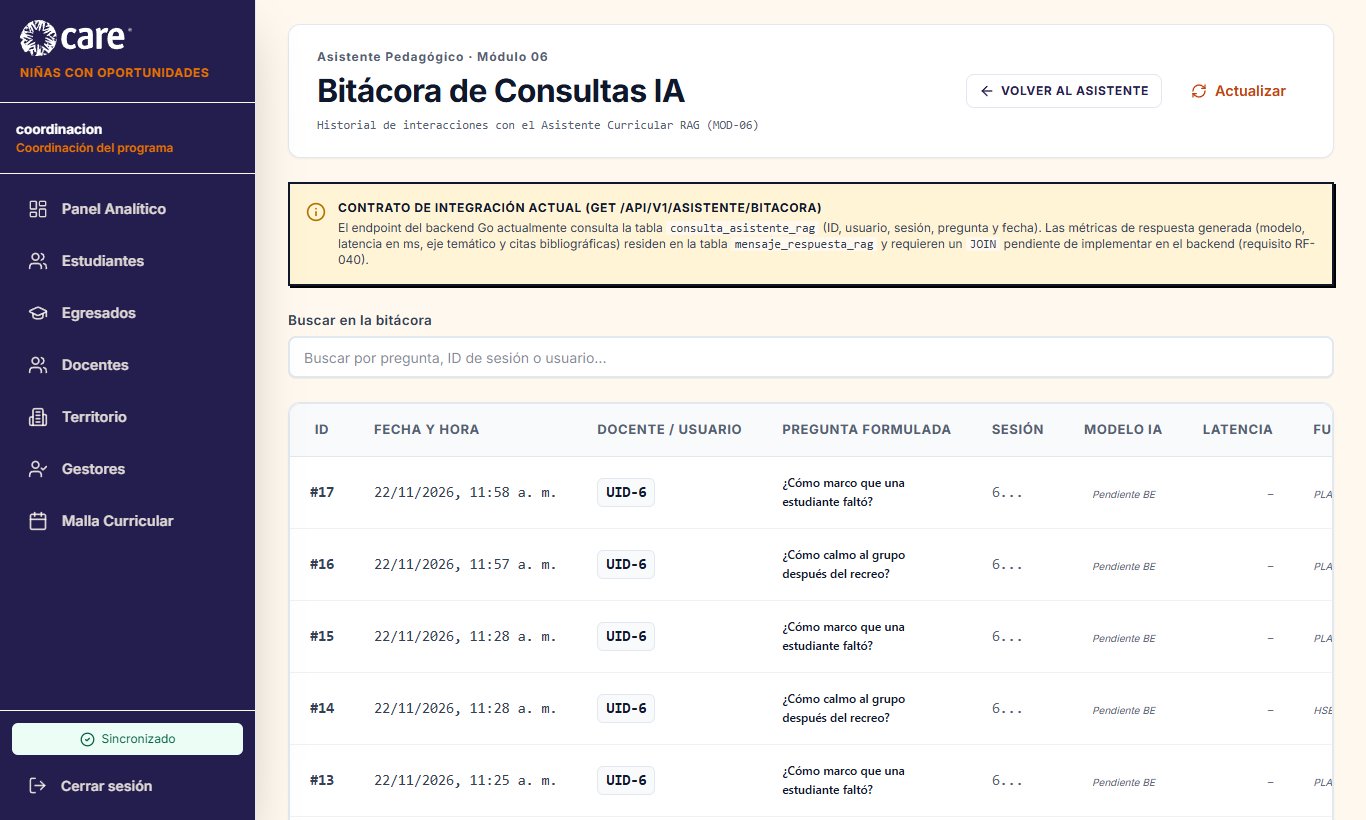 care
NIÑAS CON OPORTUNIDADES
coordinacion
Coordinación del programa
Panel Analítico
Estudiantes
Egresados
Docentes
Territorio
Gestores
Malla Curricular
Sincronizado
Cerrar sesión
Asistente Pedagógico · Módulo 06
Bitácora de Consultas IA
Historial de interacciones con el Asistente Curricular RAG (MOD-06)
← VOLVER AL ASISTENTE
Actualizar
CONTRATO DE INTEGRACIÓN ACTUAL (GET /API/V1/ASISTENTE/BITACORA)
El endpoint del backend Go actualmente consulta la tabla consulta_asistente_rag (ID, usuario, sesión, pregunta y fecha). Las métricas de respuesta generada (modelo,
latencia en ms, eje temático y citas bibliográficas) residen en la tabla mensaje_respuesta_rag y requieren un JOIN pendiente de implementar en el backend (requisito RF-
040).
Buscar en la bitácora
Buscar por pregunta, ID de sesión o usuario...
ID FECHA Y HORA DOCENTE / USUARIO PREGUNTA FORMULADA SESIÓN MODELO IA LATENCIA FU
#17 22/11/2026, 11:58 a. m. UID-6 ¿Cómo marco que una
estudiante faltó? 6... Pendiente BE – PLA
#16 22/11/2026, 11:57 a. m. UID-6 ¿Cómo calmo al grupo
después del recreo? 6... Pendiente BE – PLA
#15 22/11/2026, 11:28 a. m. UID-6 ¿Cómo marco que una
estudiante faltó? 6... Pendiente BE – PLA
#14 22/11/2026, 11:28 a. m. UID-6 ¿Cómo calmo al grupo
después del recreo? 6... Pendiente BE – HSE
#13 22/11/2026, 11:25 a. m. UID-6 ¿Cómo marco que una
estudiante faltó? 6... Pendiente BE – PLA